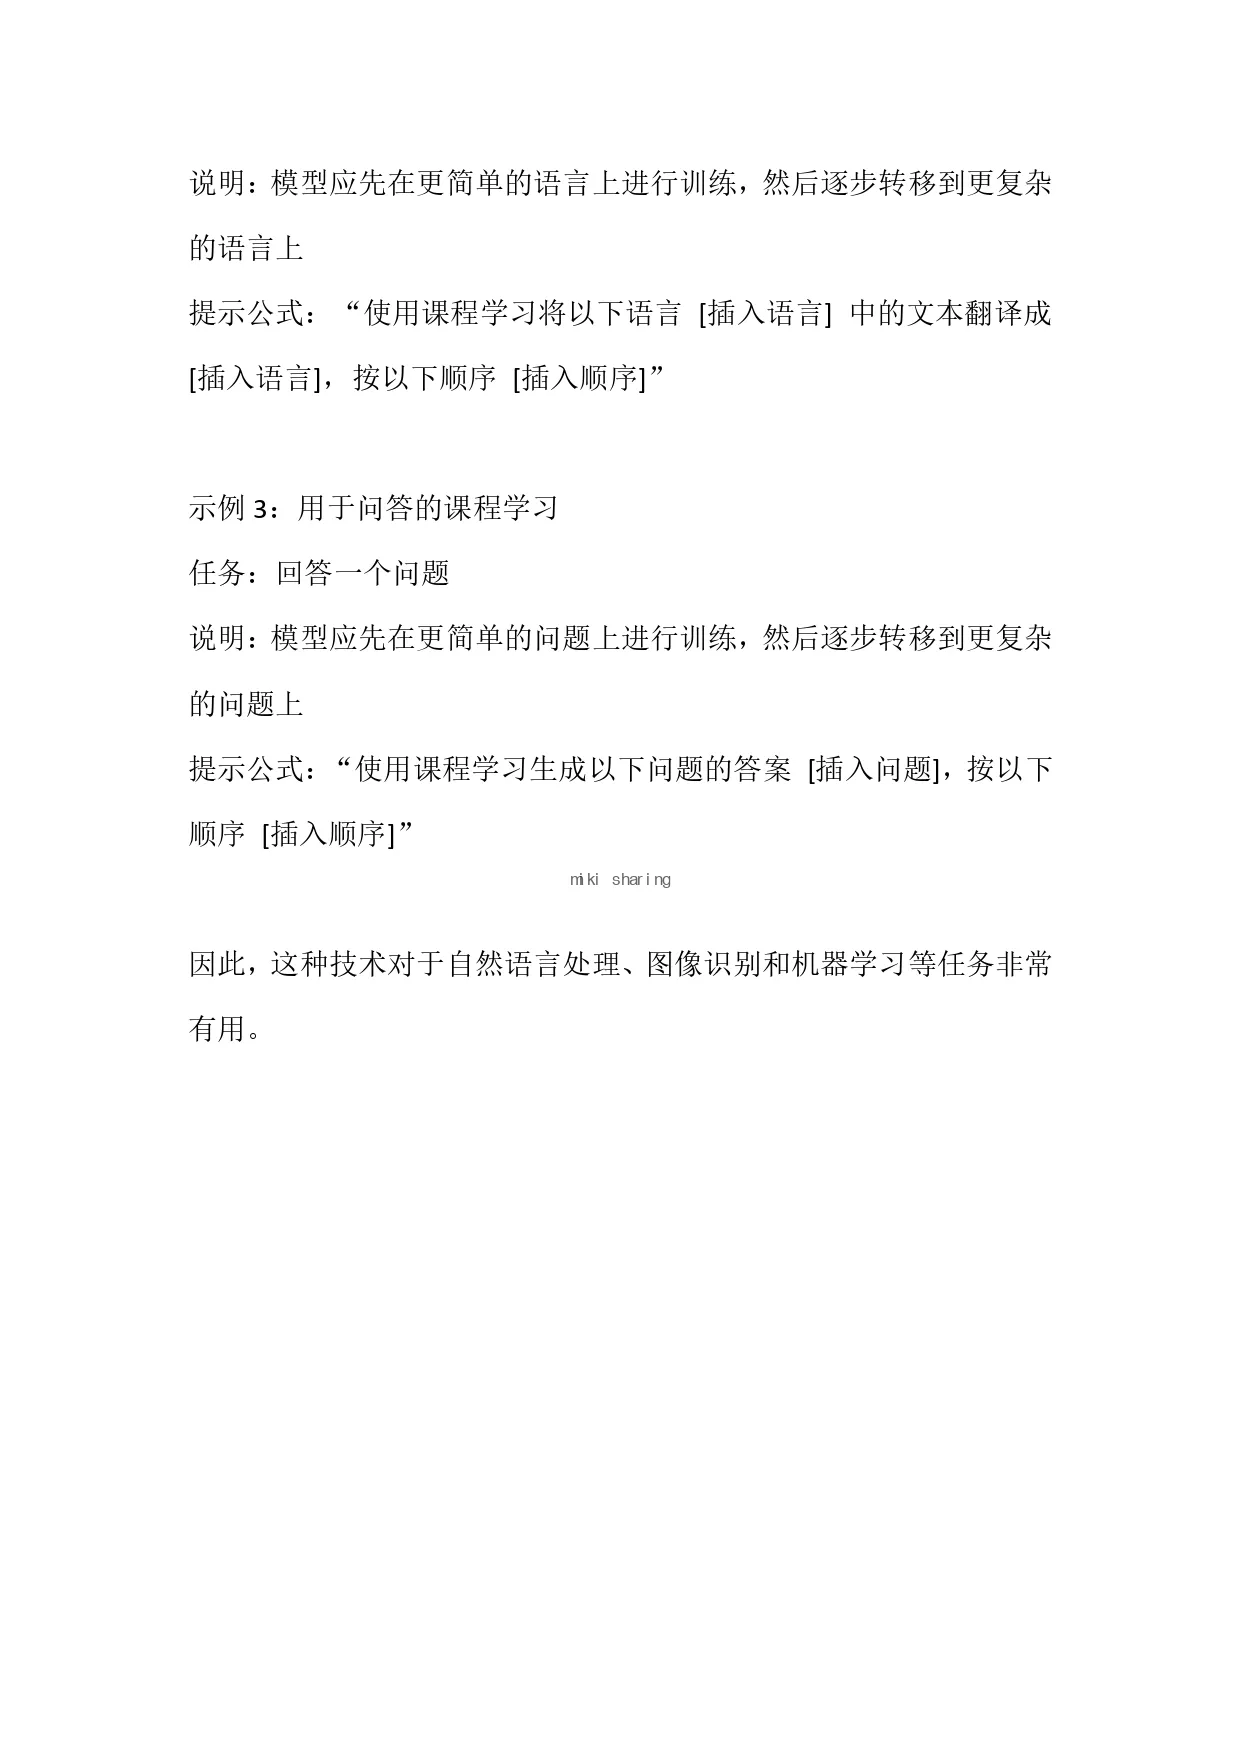 说明：模型应先在更简单的语言上进行训练，然后逐步转移到更复杂
的语言上
提示公式：“使用课程学习将以下语言 [插入语言] 中的文本翻译成
[插入语言]，按以下顺序 [插入顺序]”
示例 3：用于问答的课程学习
任务：回答一个问题
说明：模型应先在更简单的问题上进行训练，然后逐步转移到更复杂
的问题上
提示公式：“使用课程学习生成以下问题的答案 [插入问题]，按以下
顺序 [插入顺序]”
miki sharing
因此，这种技术对于自然语言处理、图像识别和机器学习等任务非常
有用。